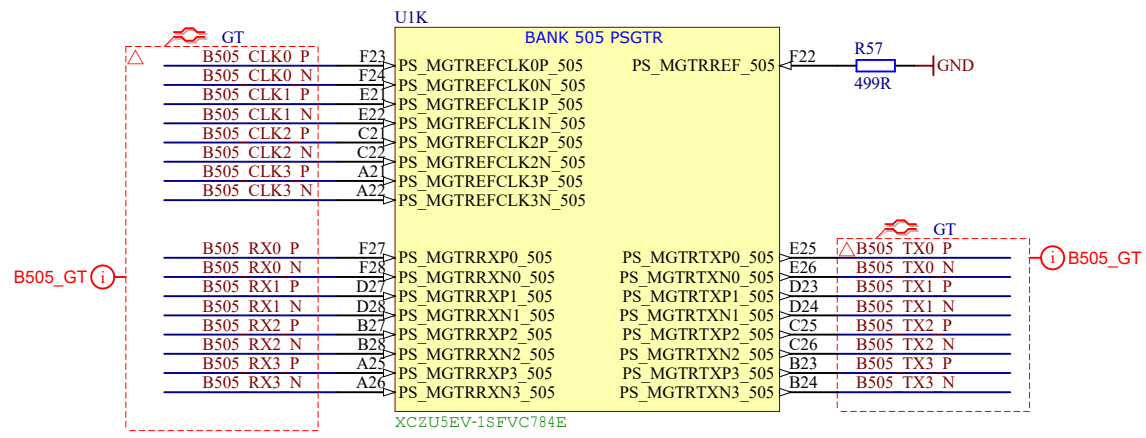 U1K
GT
BANK 505 PSGTR
B505_CLK0_P F23 PS_MGTREFCLK0P_505 PS_MGTRREF_505 F22 R57 499R GND
B505_CLK0_N F24 PS_MGTREFCLK0N_505
B505_CLK1_P E21 PS_MGTREFCLK1P_505
B505_CLK1_N E22 PS_MGTREFCLK1N_505
B505_CLK2_P C21 PS_MGTREFCLK2P_505
B505_CLK2_N C22 PS_MGTREFCLK2N_505
B505_CLK3_P A21 PS_MGTREFCLK3P_505
B505_CLK3_N A22 PS_MGTREFCLK3N_505
GT
B505_RX0_P F27 PS_MGTRRXP0_505 PS_MGTRTXP0_505 E25 B505_TX0_P
B505_RX0_N F28 PS_MGTRRXN0_505 PS_MGTRTXN0_505 E26 B505_TX0_N
B505_GT i i B505_GT
B505_RX1_P D27 PS_MGTRRXP1_505 PS_MGTRTXP1_505 D23 B505_TX1_P
B505_RX1_N D28 PS_MGTRRXN1_505 PS_MGTRTXN1_505 D24 B505_TX1_N
B505_RX2_P B27 PS_MGTRRXP2_505 PS_MGTRTXP2_505 C25 B505_TX2_P
B505_RX2_N B28 PS_MGTRRXN2_505 PS_MGTRTXN2_505 C26 B505_TX2_N
B505_RX3_P A25 PS_MGTRRXP3_505 PS_MGTRTXP3_505 B23 B505_TX3_P
B505_RX3_N A26 PS_MGTRRXN3_505 PS_MGTRTXN3_505 B24 B505_TX3_N
XCZU5EV-1SFVC784E